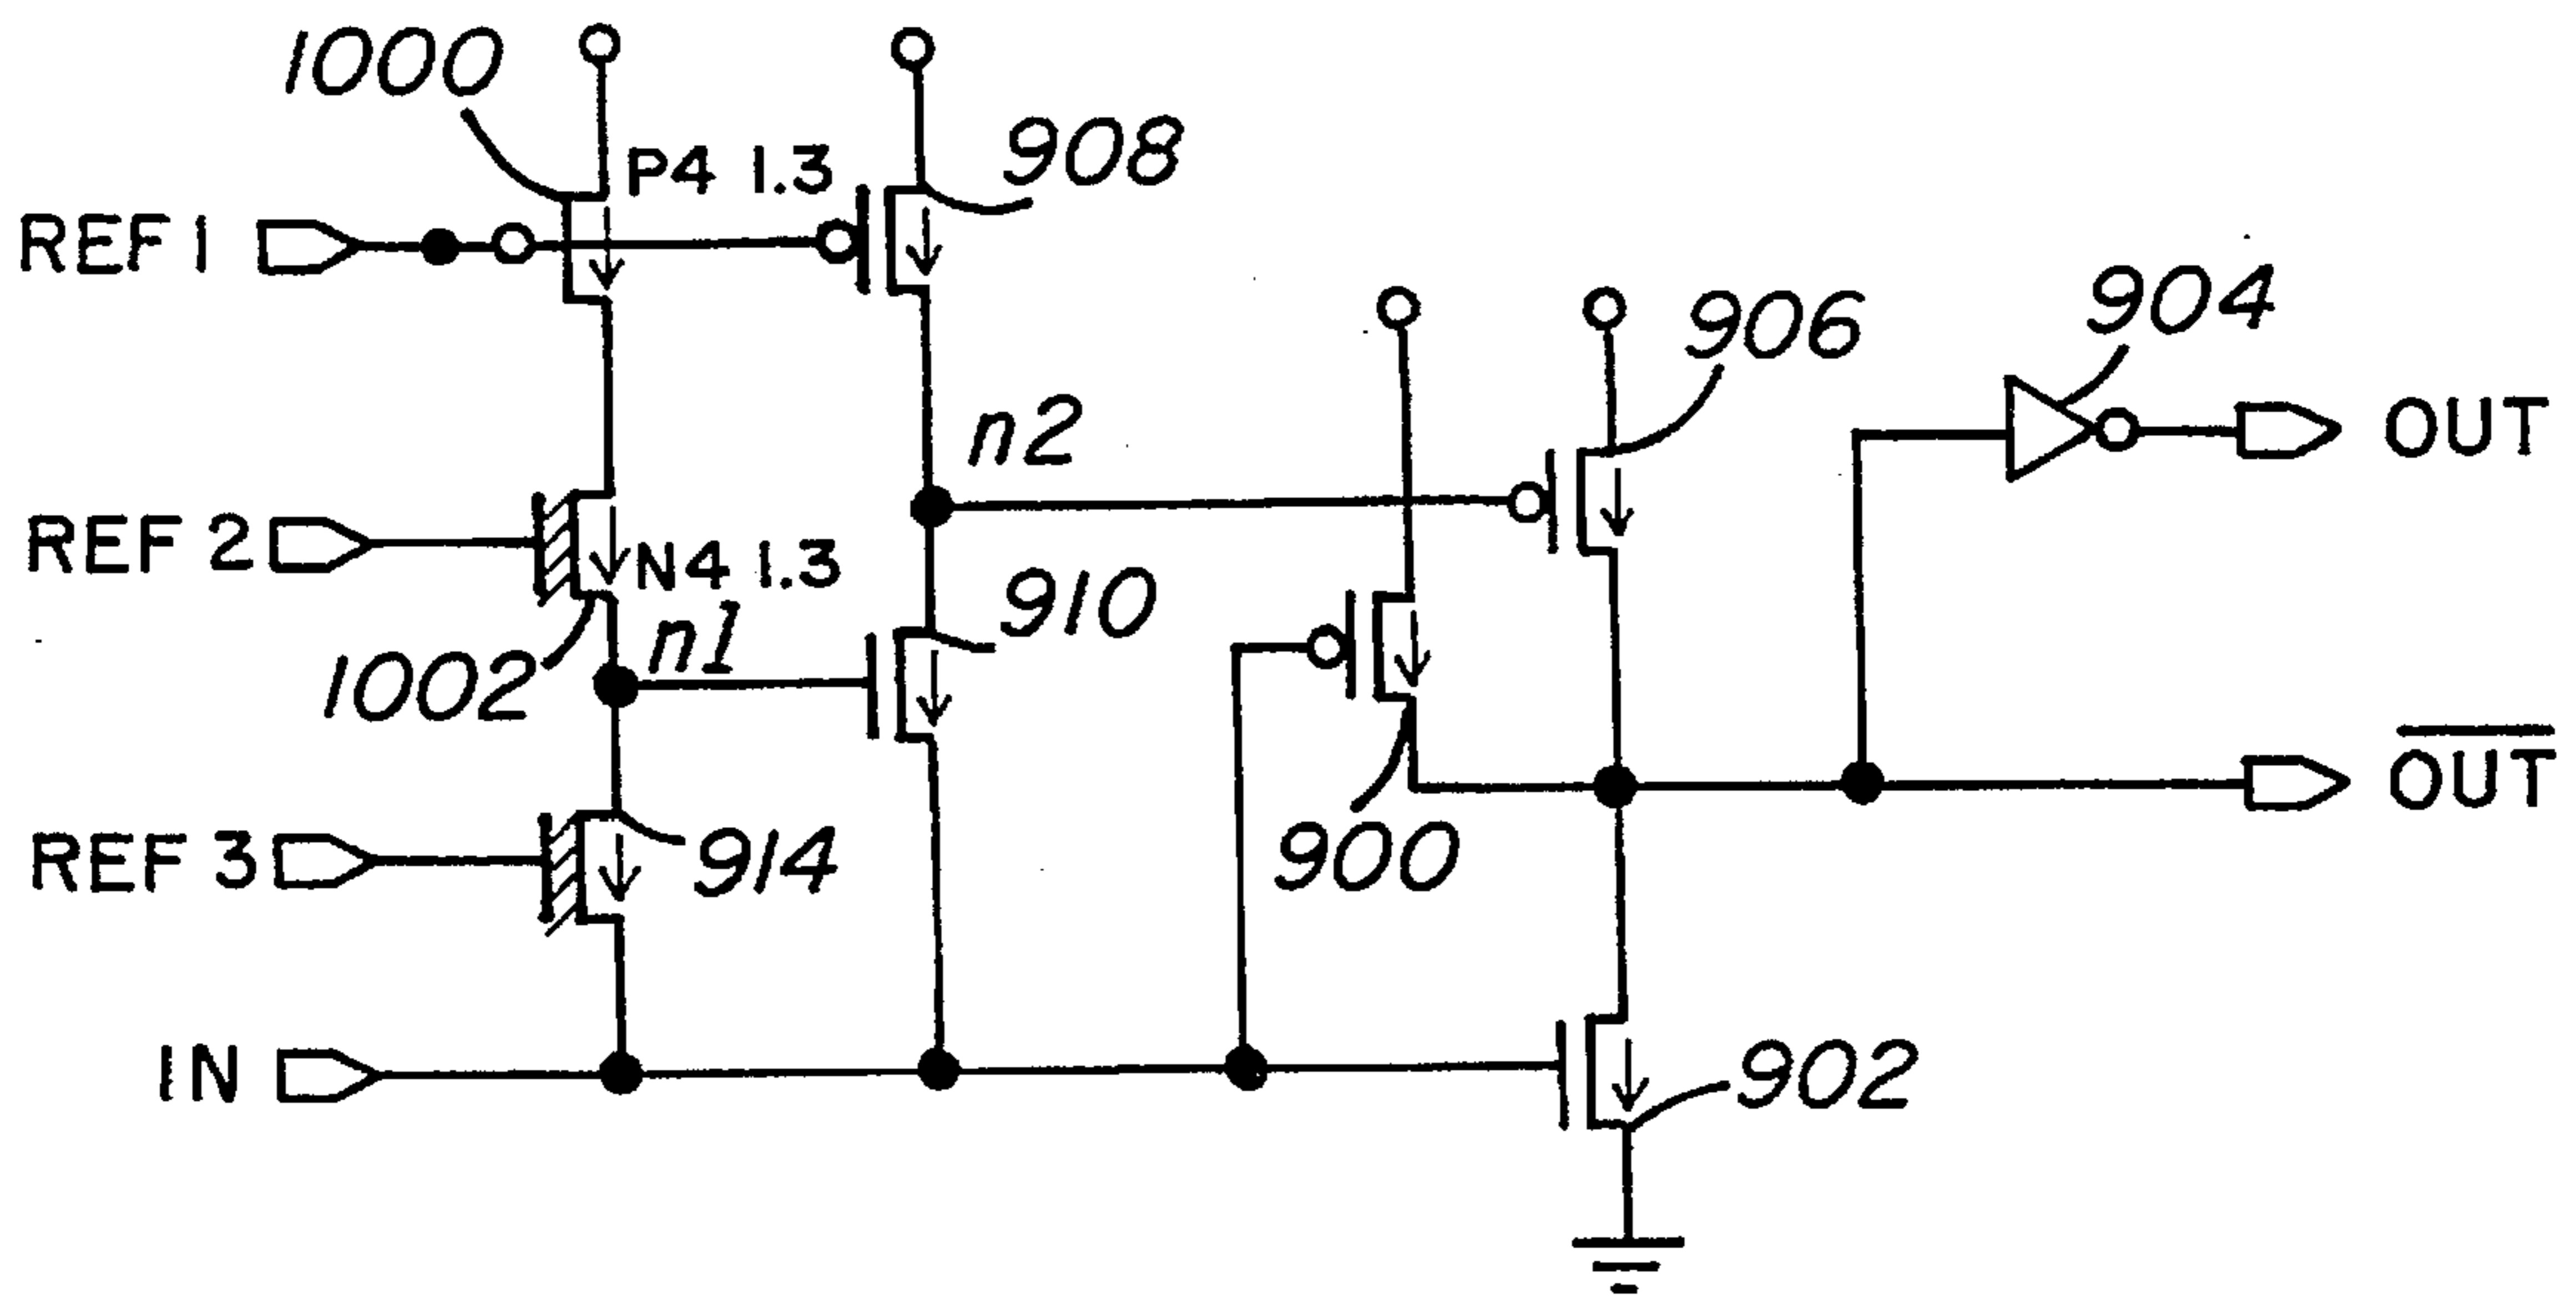 1000
P4 1.3
908
REF 1
906
904
OUT
n2
REF 2
N4 1.3
910
n1
1002
OUT
REF 3
914
900
IN
902